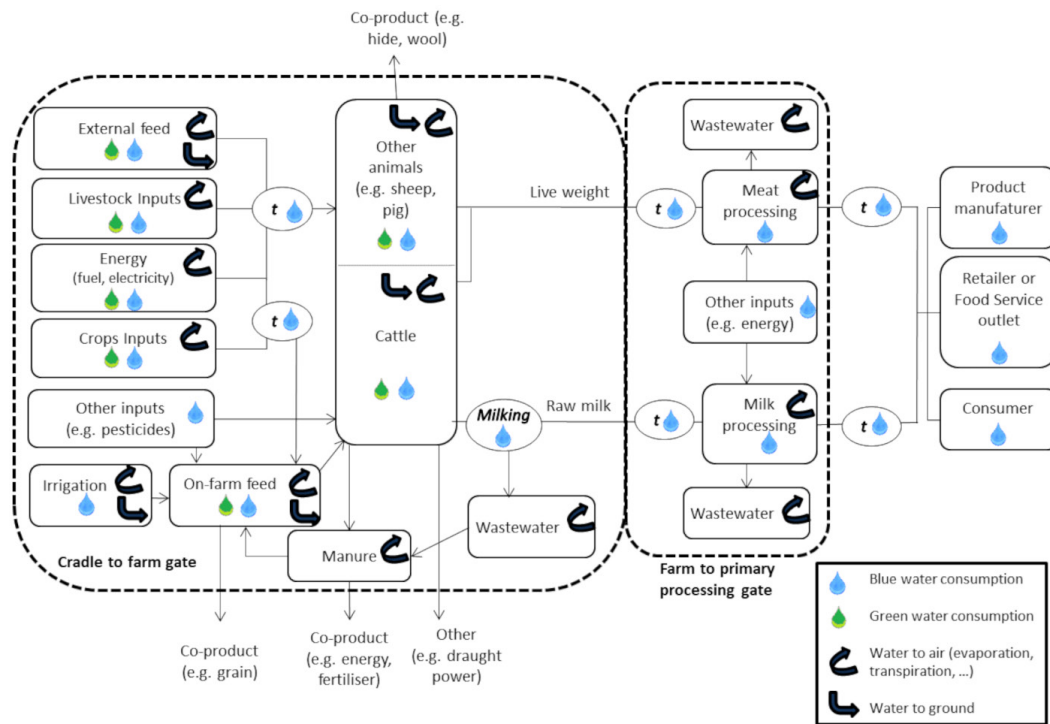 Co-product (e.g.
hide, wool)
External feed
Livestock Inputs
Energy
(fuel, electricity)
Crops Inputs
Other inputs
(e.g. pesticides)
Irrigation
On-farm feed
t
t
Other
animals
(e.g. sheep,
pig)
Cattle
Milking
Wastewater
Manure
Cradle to farm gate
Co-product
(e.g. grain)
Co-product
(e.g. energy,
fertiliser)
Other
(e.g. draught
power)
Live weight
Raw milk
t
t
Wastewater
Meat
processing
Other inputs
(e.g. energy)
Milk
processing
Wastewater
Farm to primary
processing gate
t
t
Product
manufaturer
Retailer or
Food Service
outlet
Consumer
Blue water consumption
Green water consumption
Water to air (evaporation,
transpiration, ...)
Water to ground